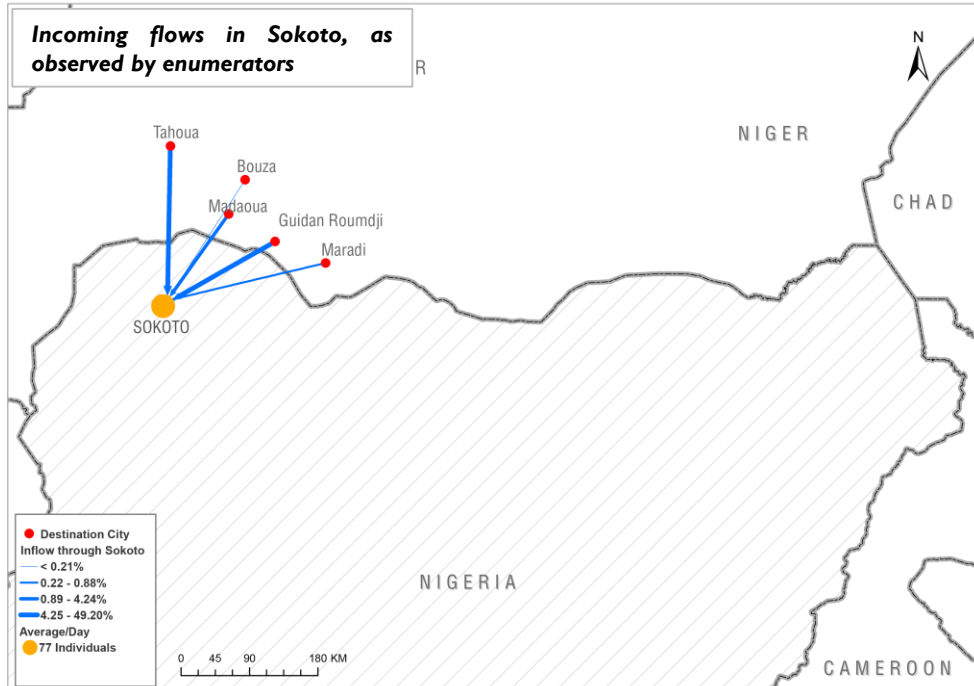 Incoming flows in Sokoto, as
observed by enumerators
R
N
NIGER
CHAD
Tahoua
Bouza
Madaoua
Guidan Roumdji
Maradi
SOKOTO
NIGERIA
CAMEROON
Destination City
Inflow through Sokoto
< 0.21%
0.22 - 0.88%
0.89 - 4.24%
4.25 - 49.20%
Average/Day
77 Individuals
0 45 90 180 KM